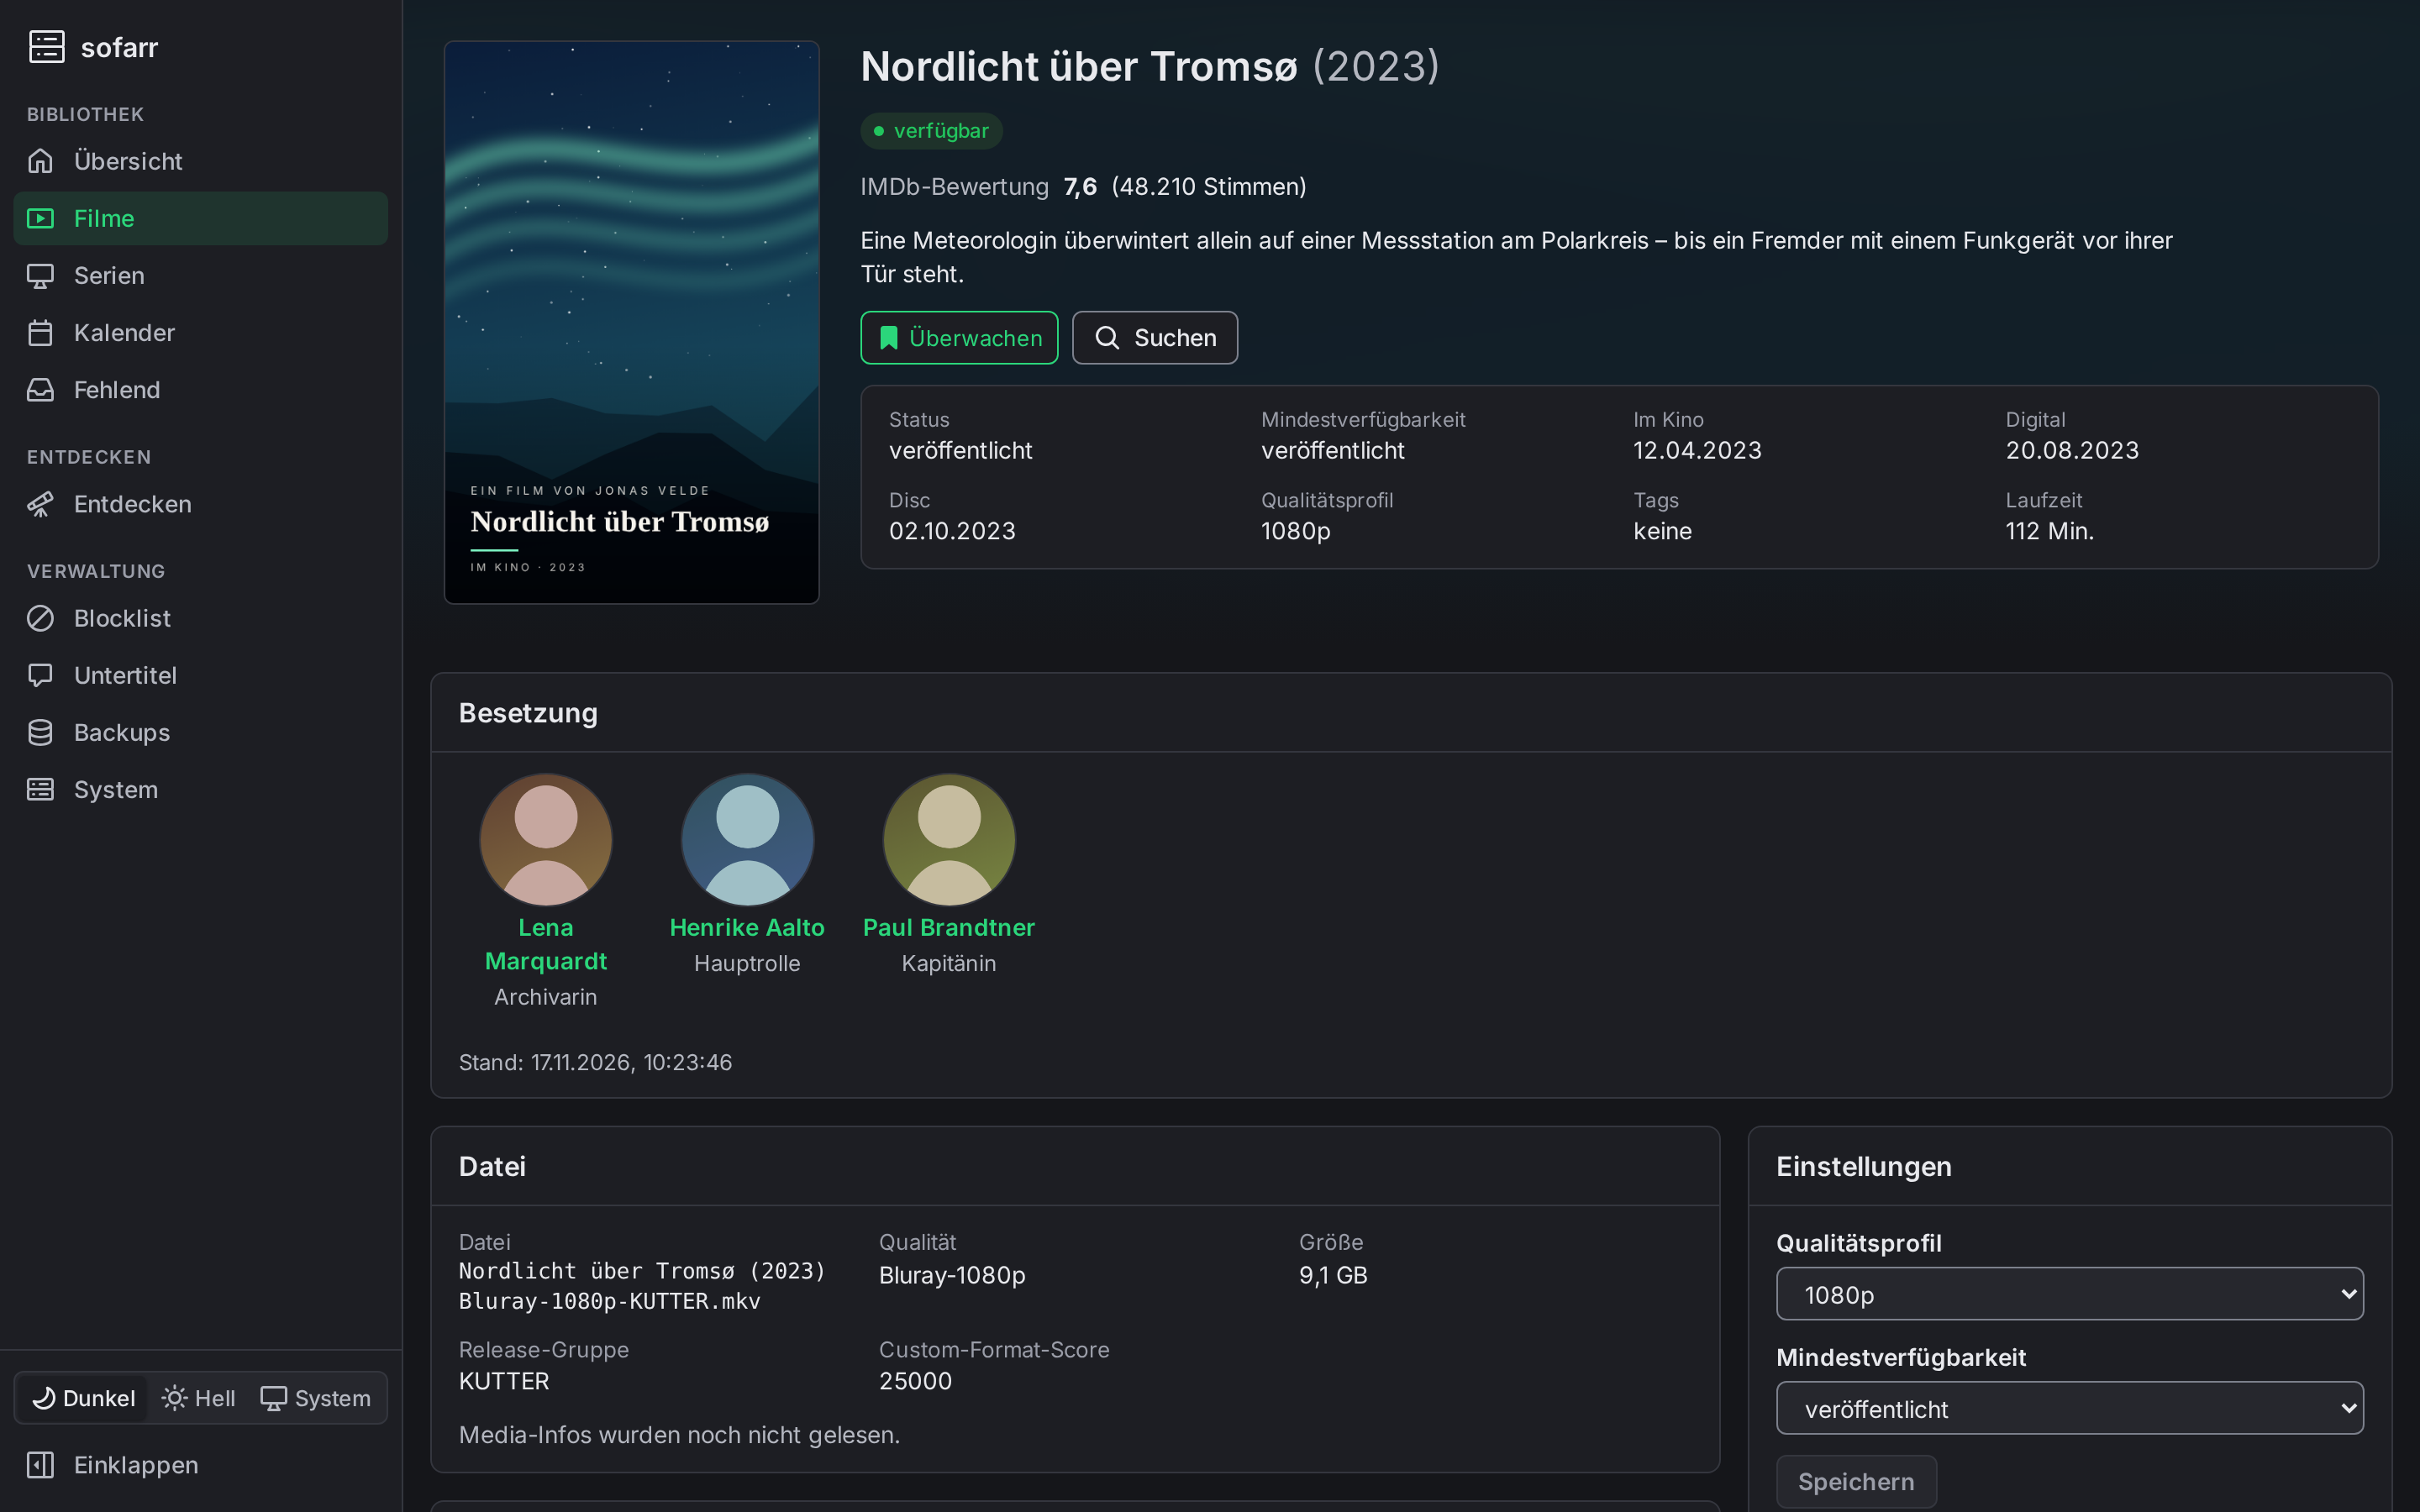 sofarr
BIBLIOTHEK
Übersicht
Filme
Serien
Kalender
Fehlend
ENTDECKEN
Entdecken
VERWALTUNG
Blocklist
Untertitel
Backups
System
Dunkel
Hell
System
Einklappen
EIN FILM VON JONAS VELDE
Nordlicht über Tromsø
IM KINO · 2023
Nordlicht über Tromsø (2023)
verfügbar
IMDb-Bewertung 7,6 (48.210 Stimmen)
Eine Meteorologin überwintert allein auf einer Messstation am Polarkreis – bis ein Fremder mit einem Funkgerät vor ihrer
Tür steht.
Überwachen
Suchen
Status
veröffentlicht
Mindestverfügbarkeit
veröffentlicht
Im Kino
12.04.2023
Digital
20.08.2023
Disc
02.10.2023
Qualitätsprofil
1080p
Tags
keine
Laufzeit
112 Min.
Besetzung
Lena
Marquardt
Archivarin
Henrike Aalto
Hauptrolle
Paul Brandtner
Kapitänin
Stand: 17.11.2026, 10:23:46
Datei
Datei
Nordlicht über Tromsø (2023)
Bluray-1080p-KUTTER.mkv
Qualität
Bluray-1080p
Größe
9,1 GB
Release-Gruppe
KUTTER
Custom-Format-Score
25000
Media-Infos wurden noch nicht gelesen.
Einstellungen
Qualitätsprofil
1080p
Mindestverfügbarkeit
veröffentlicht
Speichern